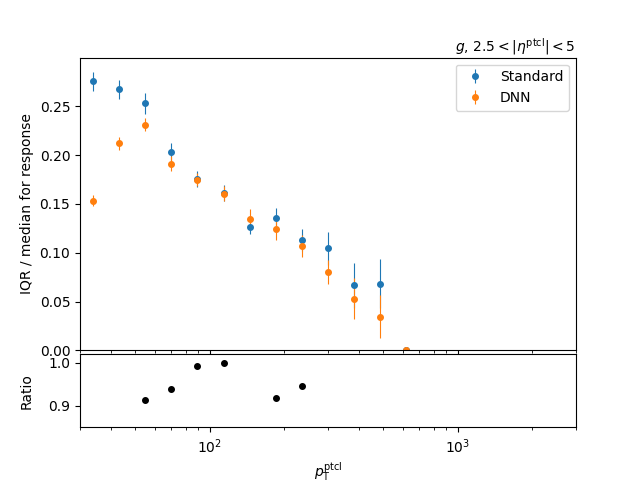 g, 2.5 < |η^ptcl| < 5
Standard
DNN
IQR / median for response
0.25
0.20
0.15
0.10
0.05
0.00
Ratio
1.0
0.9
10^2
10^3
p_T^ptcl